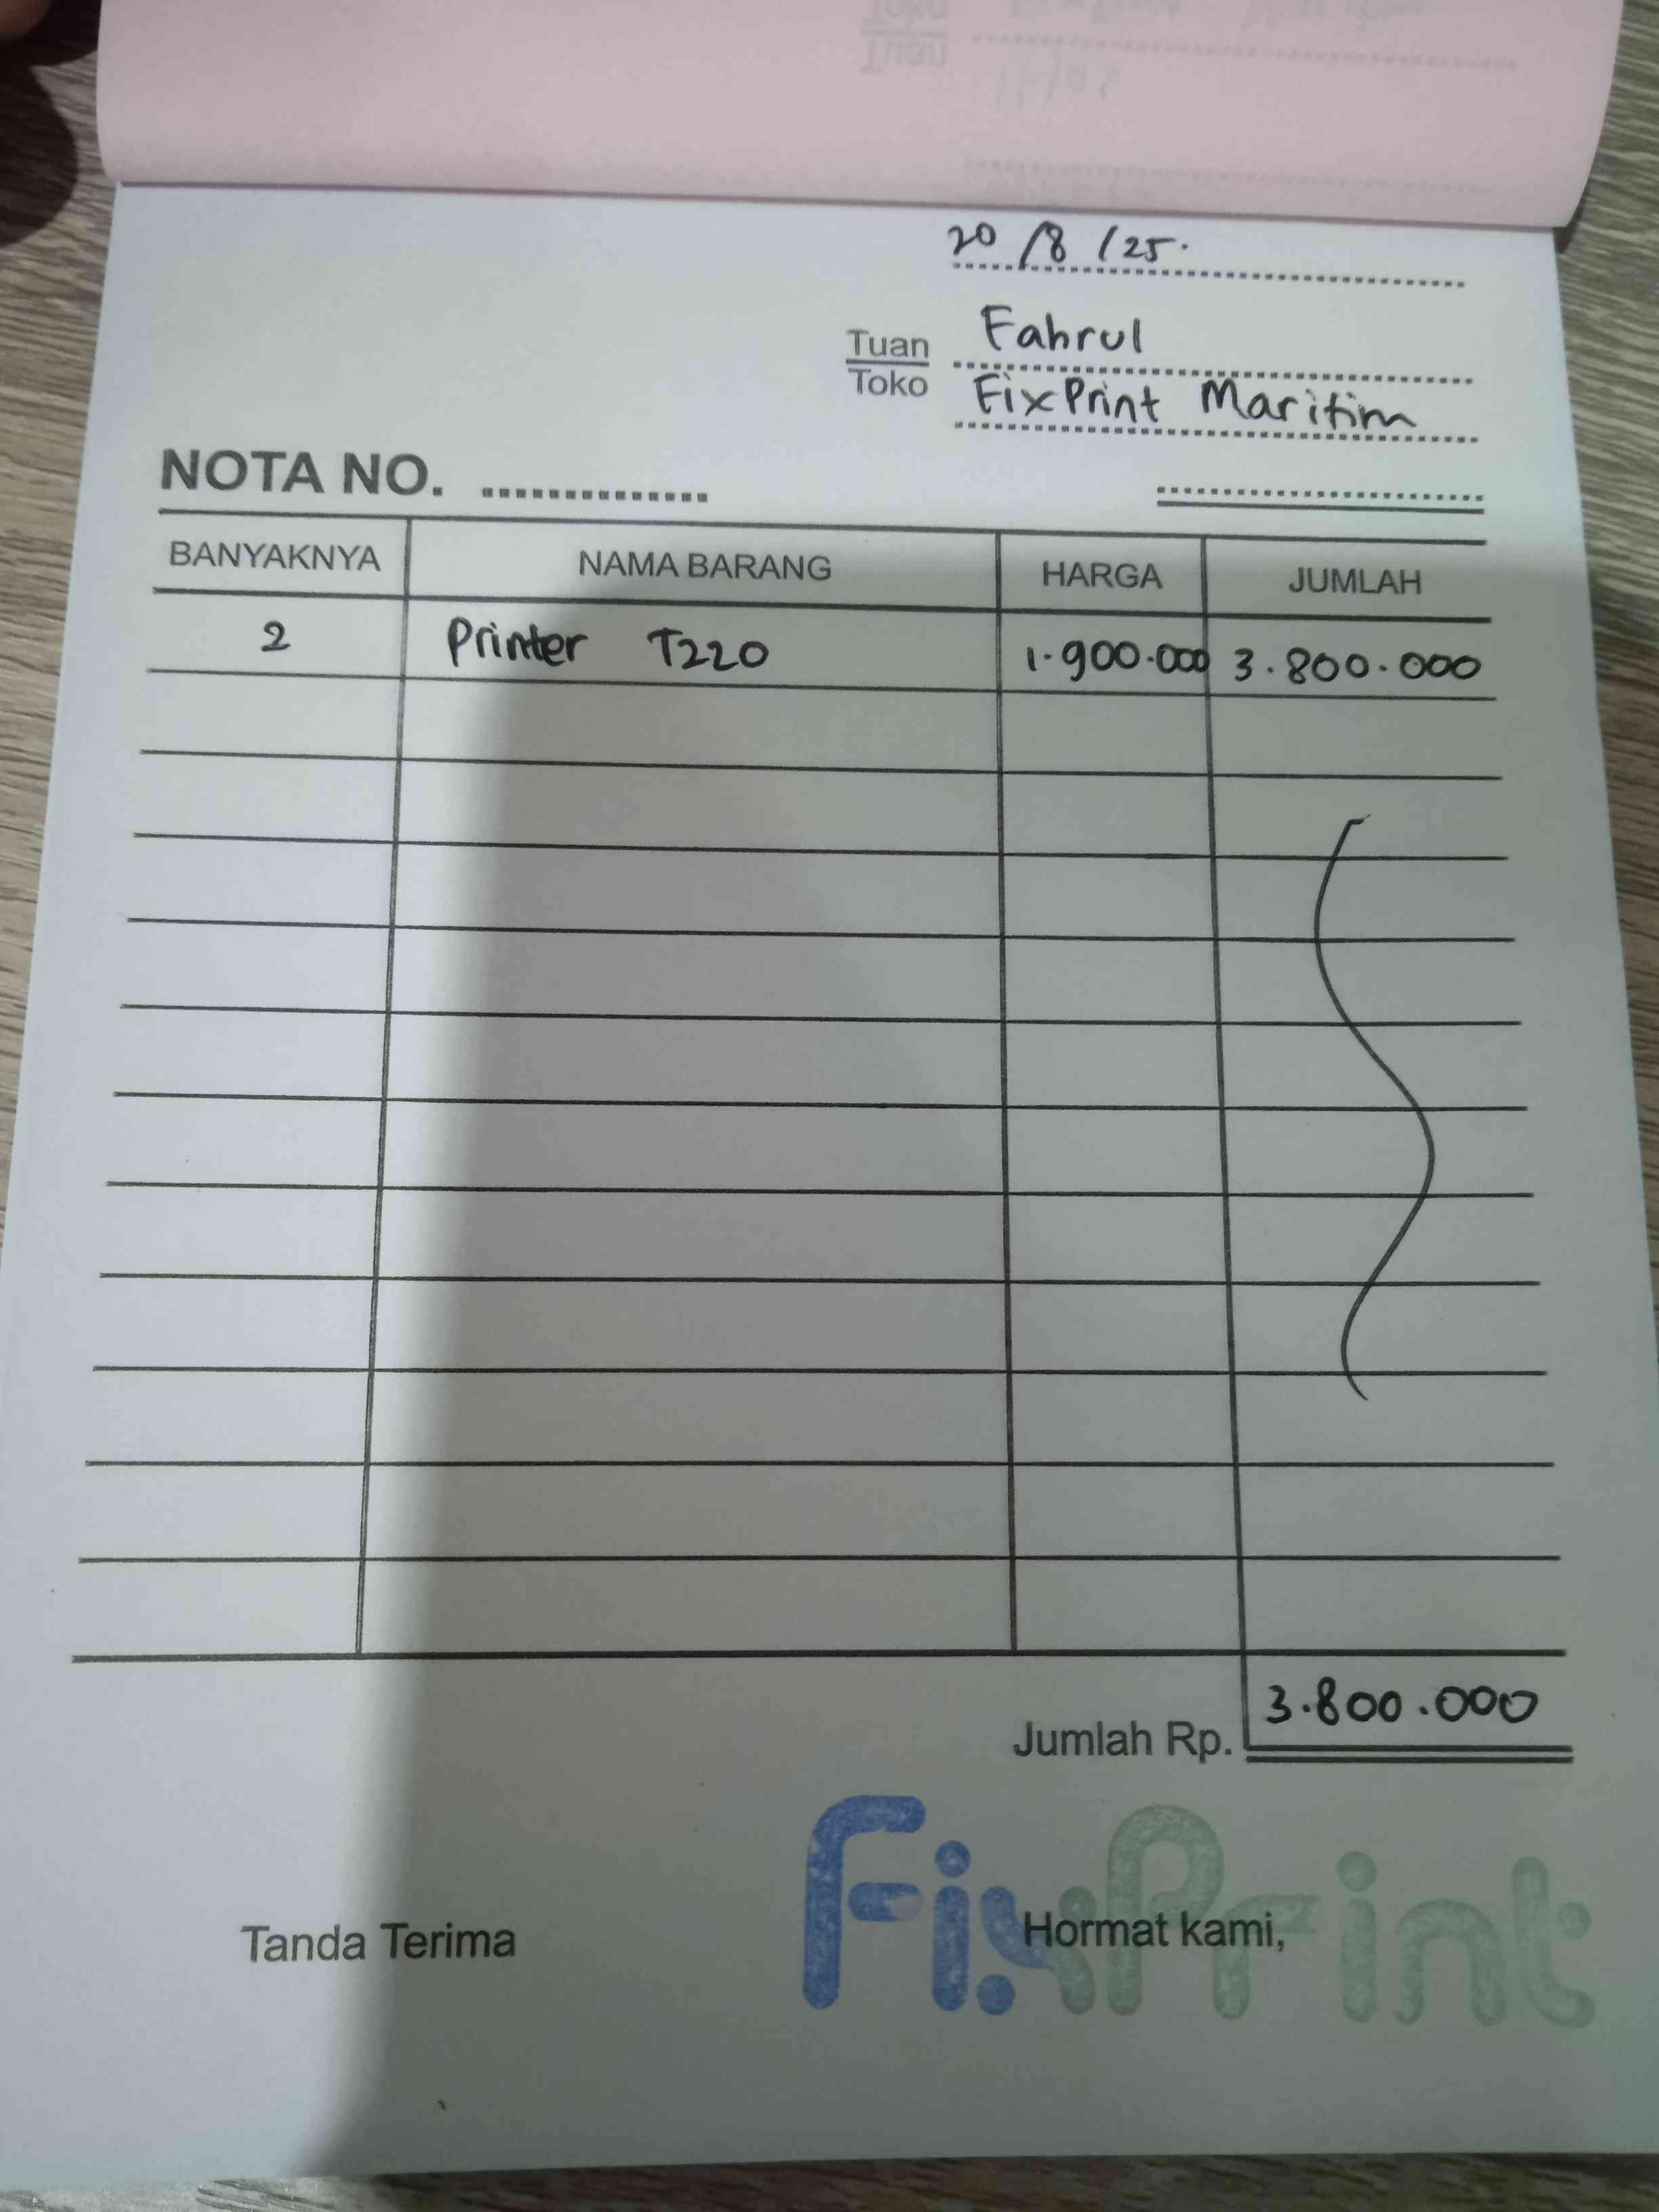 20/8/25.
Tuan
Toko
Fahrul
FixPrint Maritim
NOTA NO. ..............
BANYAKNYA NAMA BARANG HARGA JUMLAH
2 Printer T220 1.900.000 3.800.000
Jumlah Rp. 3.800.000
Tanda Terima Hormat kami,
FixPrint